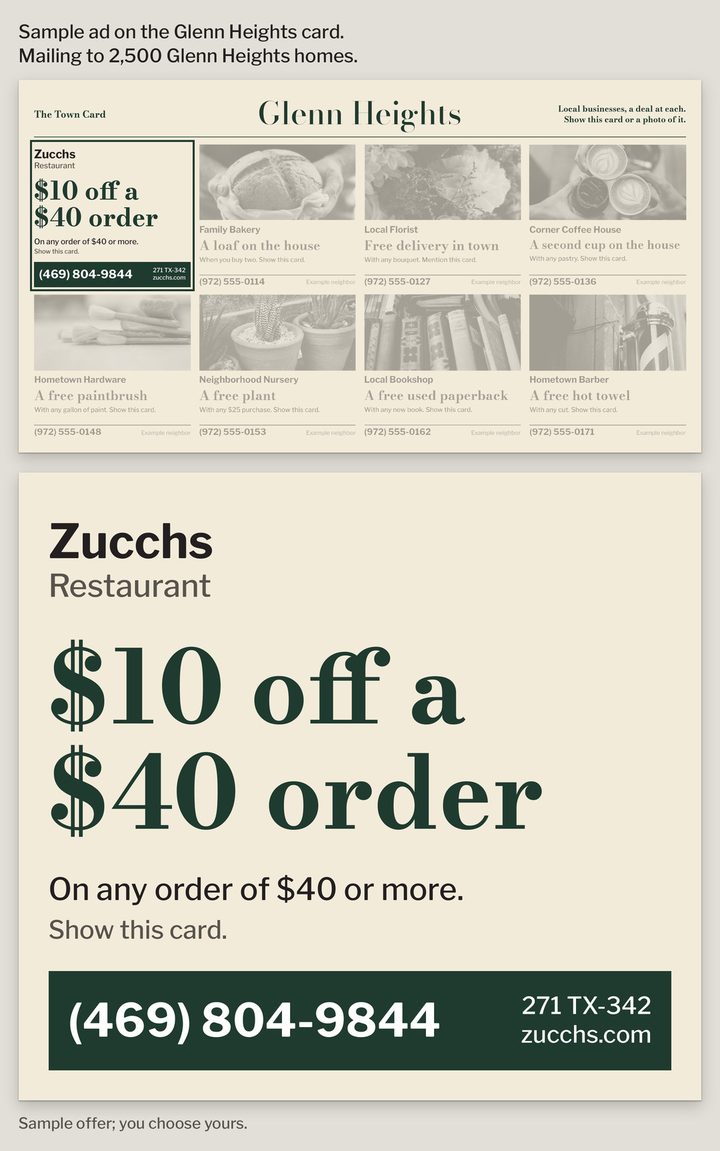 Sample ad on the Glenn Heights card.
Mailing to 2,500 Glenn Heights homes.
The Town Card
Glenn Heights
Local businesses, a deal at each.
Show this card or a photo of it.
Zucchs
Restaurant
$10 off a
$40 order
On any order of $40 or more.
Show this card.
(469) 804-9844
271 TX-342
zucchs.com
Family Bakery
A loaf on the house
When you buy two. Show this card.
(972) 555-0114
Example neighbor
Local Florist
Free delivery in town
With any bouquet. Mention this card.
(972) 555-0127
Example neighbor
Corner Coffee House
A second cup on the house
With any pastry. Show this card.
(972) 555-0136
Example neighbor
Hometown Hardware
A free paintbrush
With any gallon of paint. Show this card.
(972) 555-0148
Example neighbor
Neighborhood Nursery
A free plant
With any $25 purchase. Show this card.
(972) 555-0153
Example neighbor
Local Bookshop
A free used paperback
With any new book. Show this card.
(972) 555-0162
Example neighbor
Hometown Barber
A free hot towel
With any cut. Show this card.
(972) 555-0171
Example neighbor
Zucchs
Restaurant
$10 off a
$40 order
On any order of $40 or more.
Show this card.
(469) 804-9844
271 TX-342
zucchs.com
Sample offer; you choose yours.